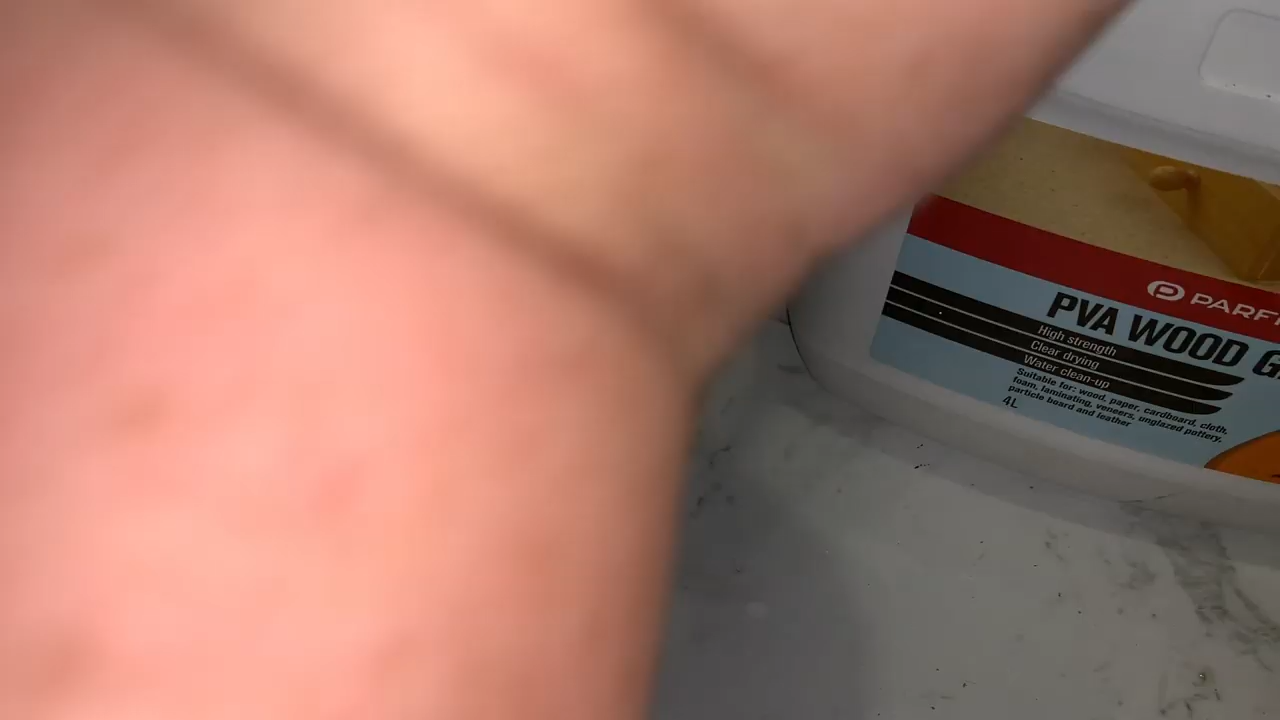 PARF
PVA WOOD G
High strength
Clear drying
Water clean-up
Suitable for: wood, paper, cardboard, cloth,
foam, laminating, veneers, unglazed pottery,
particle board and leather
4L